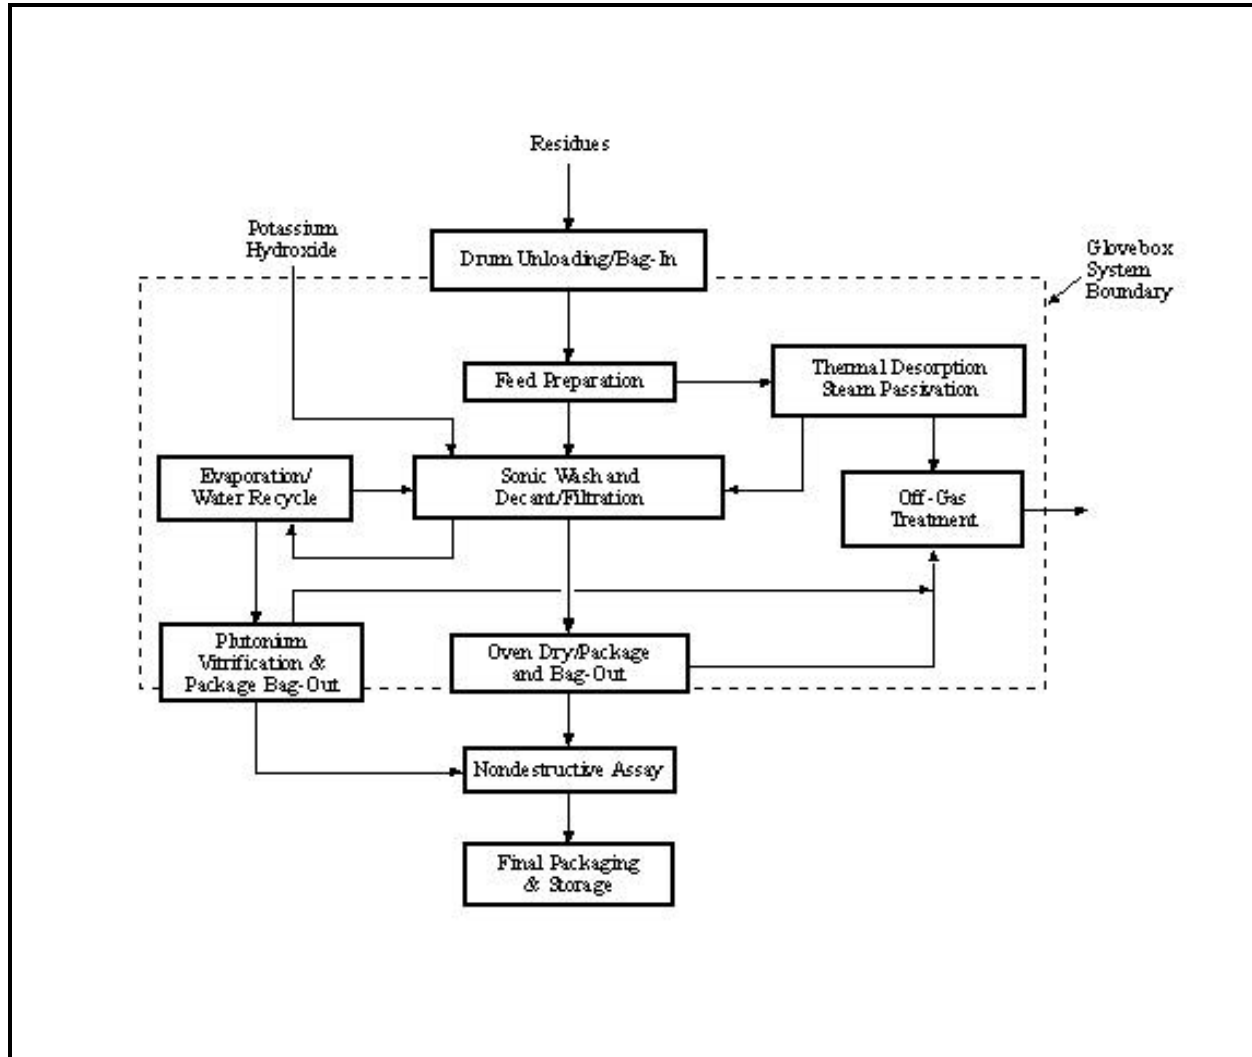 Residues
Potassium
Hydroxide
Drum Unloading/Bag-In
Glovebox
System
Boundary
Feed Preparation
Thermal Desorption
Steam Passivation
Evaporation/
Water Recycle
Sonic Wash and
Decant/Filtration
Off-Gas
Treatment
Plutonium
Vitrification &
Package Bag-Out
Oven Dry/Package
and Bag-Out
Nondestructive Assay
Final Packaging
& Storage